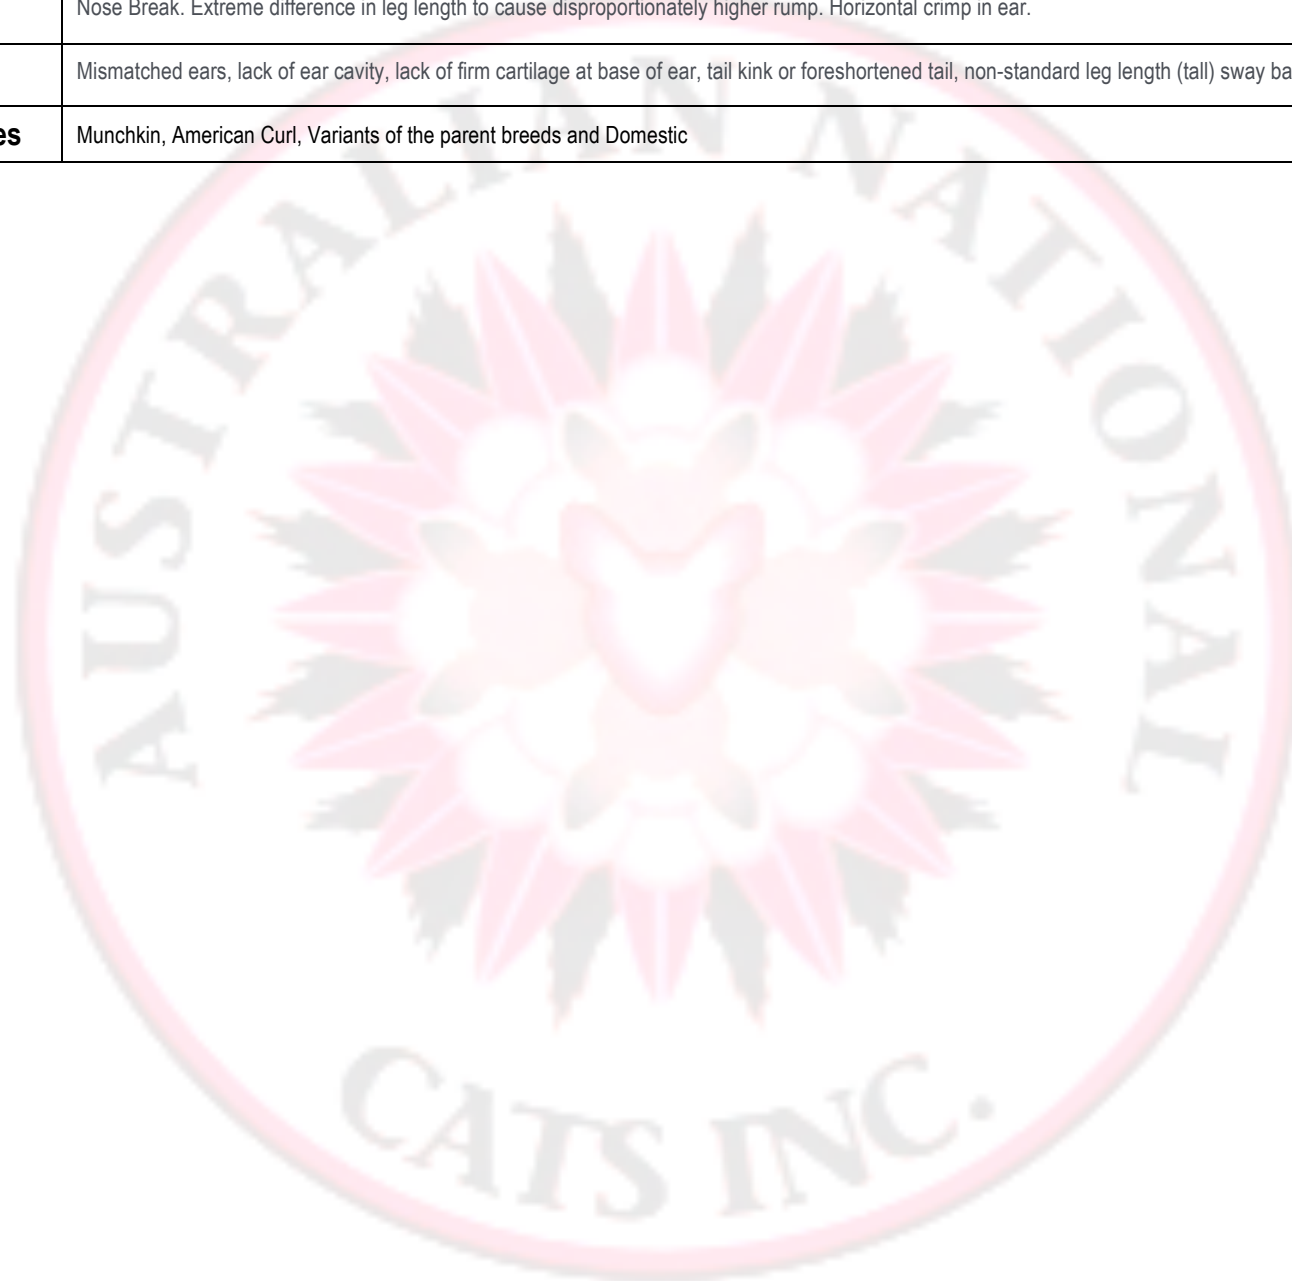 Nose Break. Extreme difference in leg length to cause disproportionately higher rump. Horizontal crimp in ear.
Mismatched ears, lack of ear cavity, lack of firm cartilage at base of ear, tail kink or foreshortened tail, non-standard leg length (tall) sway ba
es
Munchkin, American Curl, Variants of the parent breeds and Domestic
AUSTRALIAN NATIONAL
CATS INC.